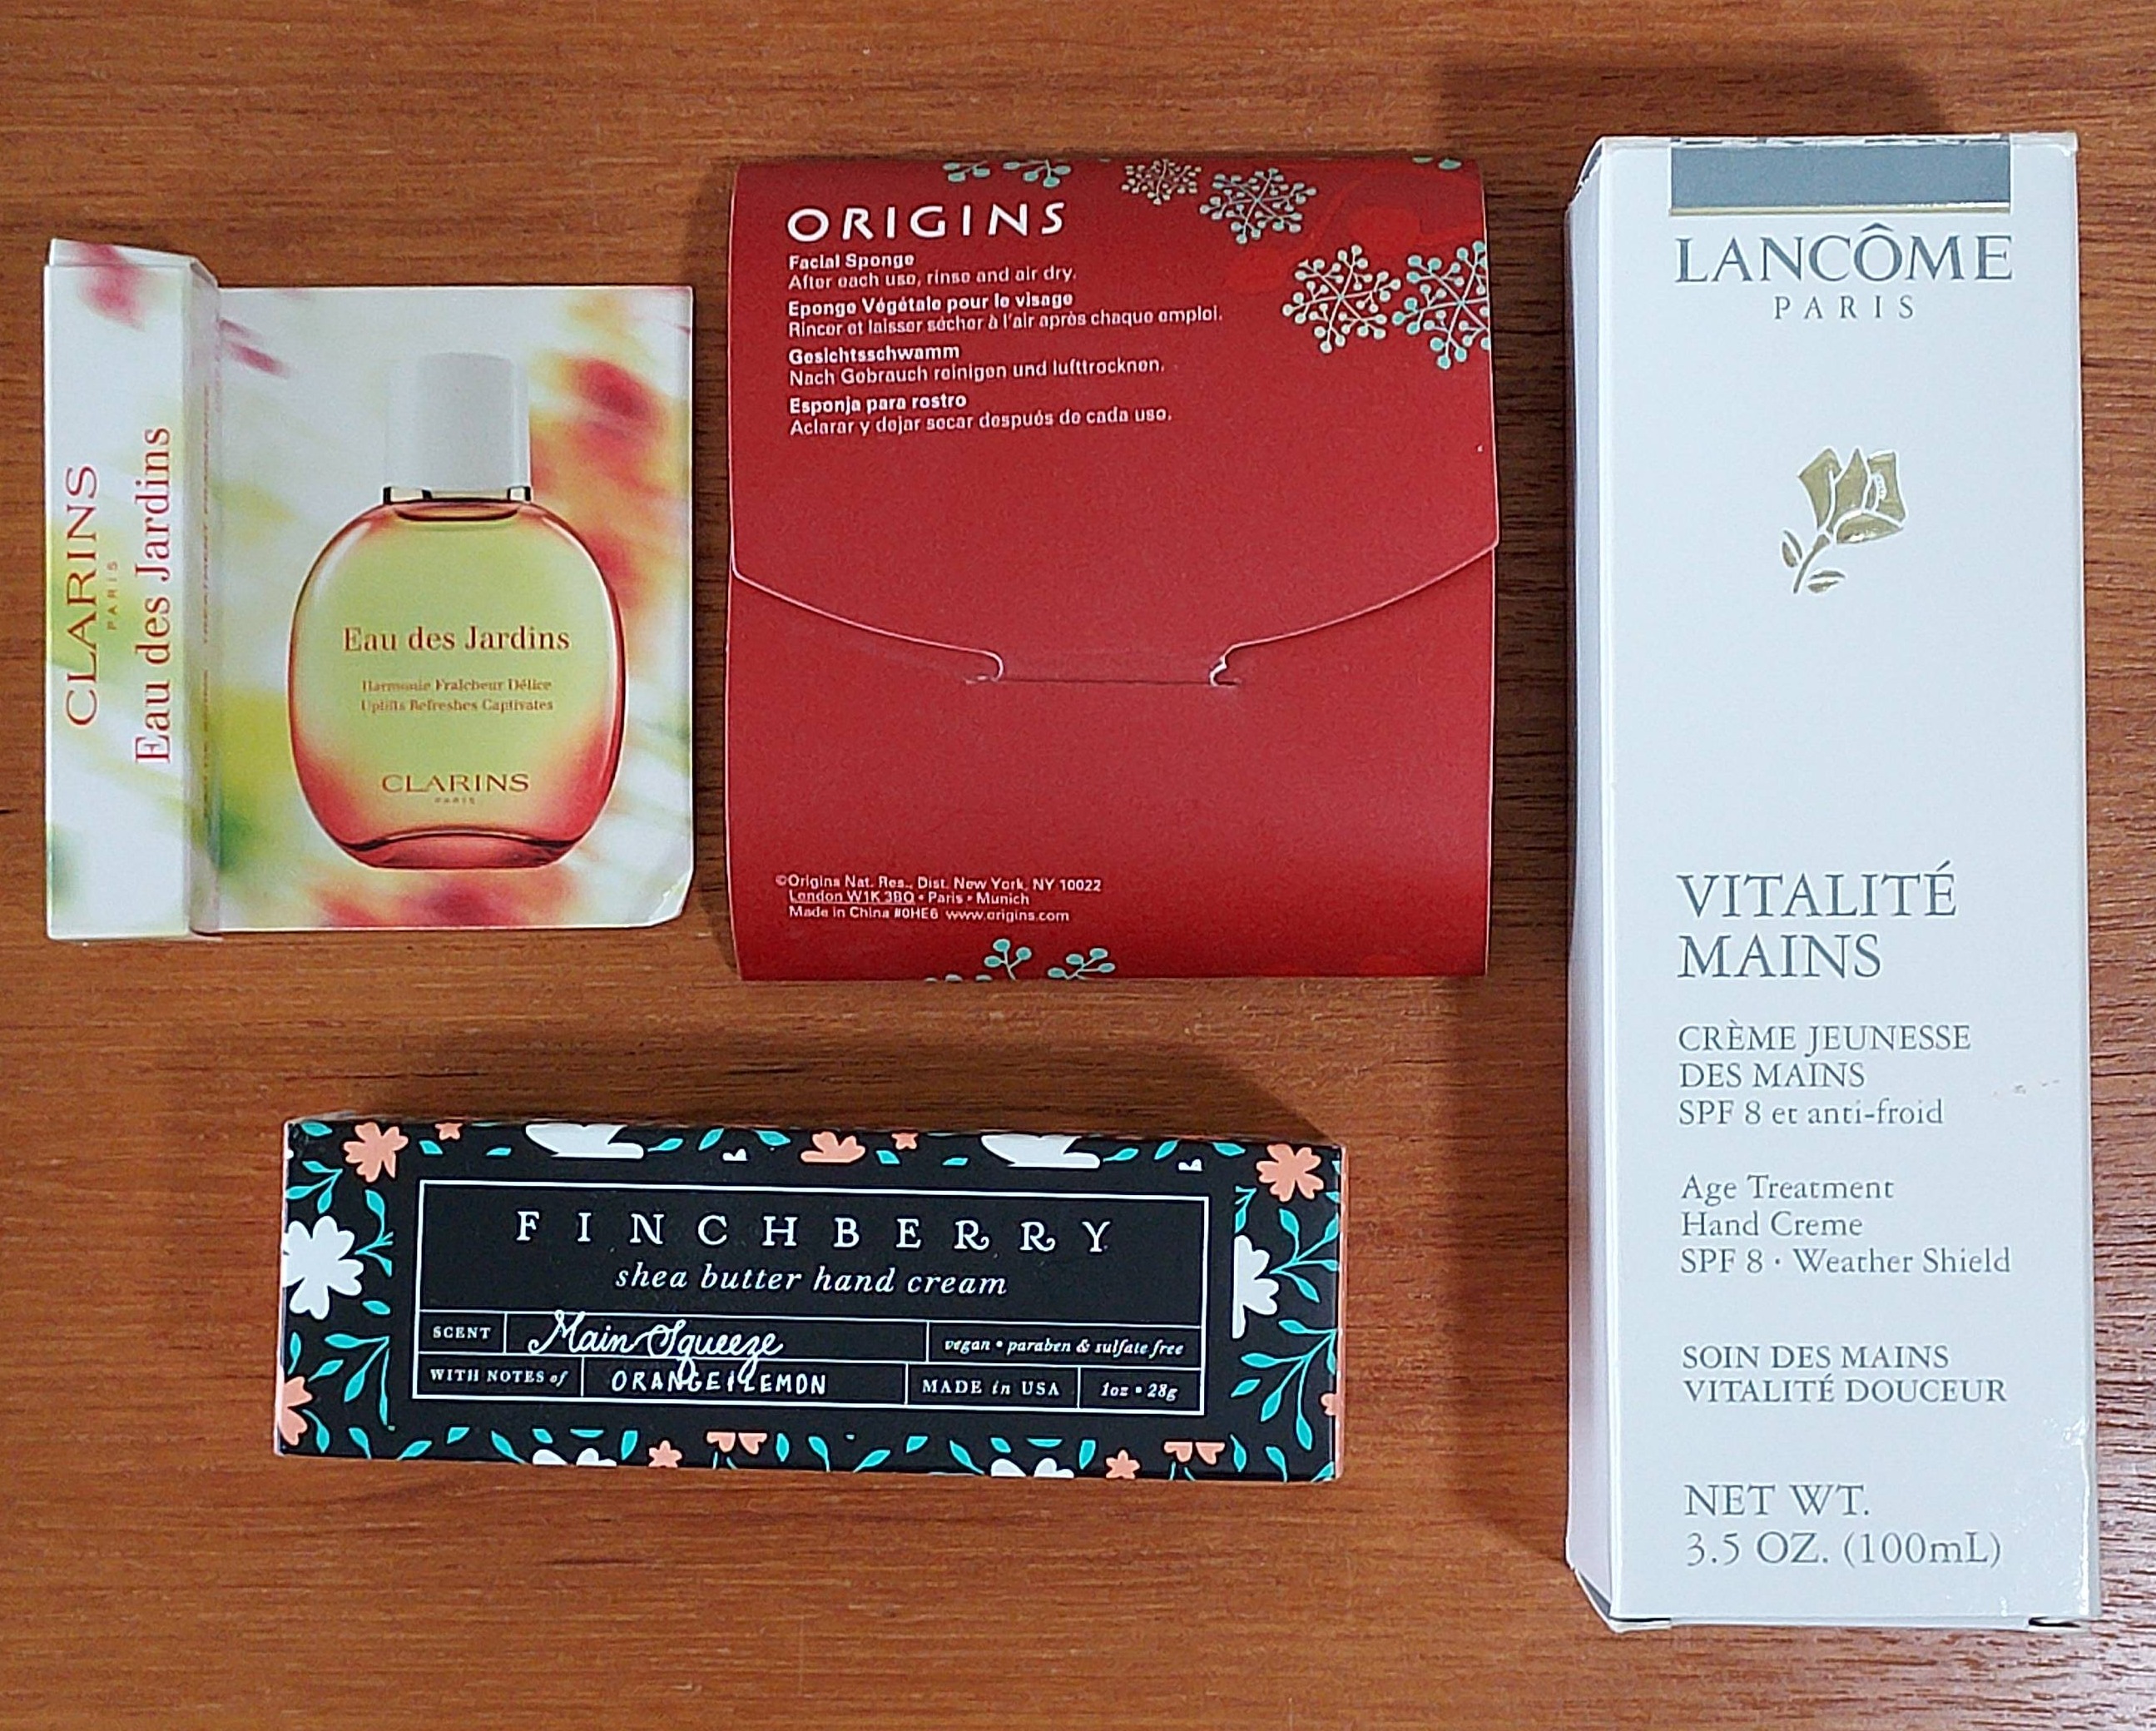 CLARINS
PARIS
Eau des Jardins
Eau des Jardins
Harmonie Fraîcheur Délice
Uplifts Refreshes Captivates
CLARINS
PARIS
ORIGINS
Facial Sponge
After each use, rinse and air dry.
Eponge Végétale pour le visage
Rincer et laisser sécher à l'air après chaque emploi.
Gesichtsschwamm
Nach Gebrauch reinigen und lufttrocknen.
Esponja para rostro
Aclarar y dejar secar después de cada uso.
©Origins Nat. Res., Dist. New York, NY 10022
London W1K 3BQ • Paris • Munich
Made in China #0HE6 www.origins.com
LANCÔME
PARIS
VITALITÉ
MAINS
CRÈME JEUNESSE
DES MAINS
SPF 8 et anti-froid
Age Treatment
Hand Creme
SPF 8 · Weather Shield
SOIN DES MAINS
VITALITÉ DOUCEUR
NET WT.
3.5 OZ. (100mL)
FINCHBERRY
shea butter hand cream
SCENT Main Squeeze vegan • paraben & sulfate free
WITH NOTES of ORANGE + LEMON MADE in USA 1oz • 28g